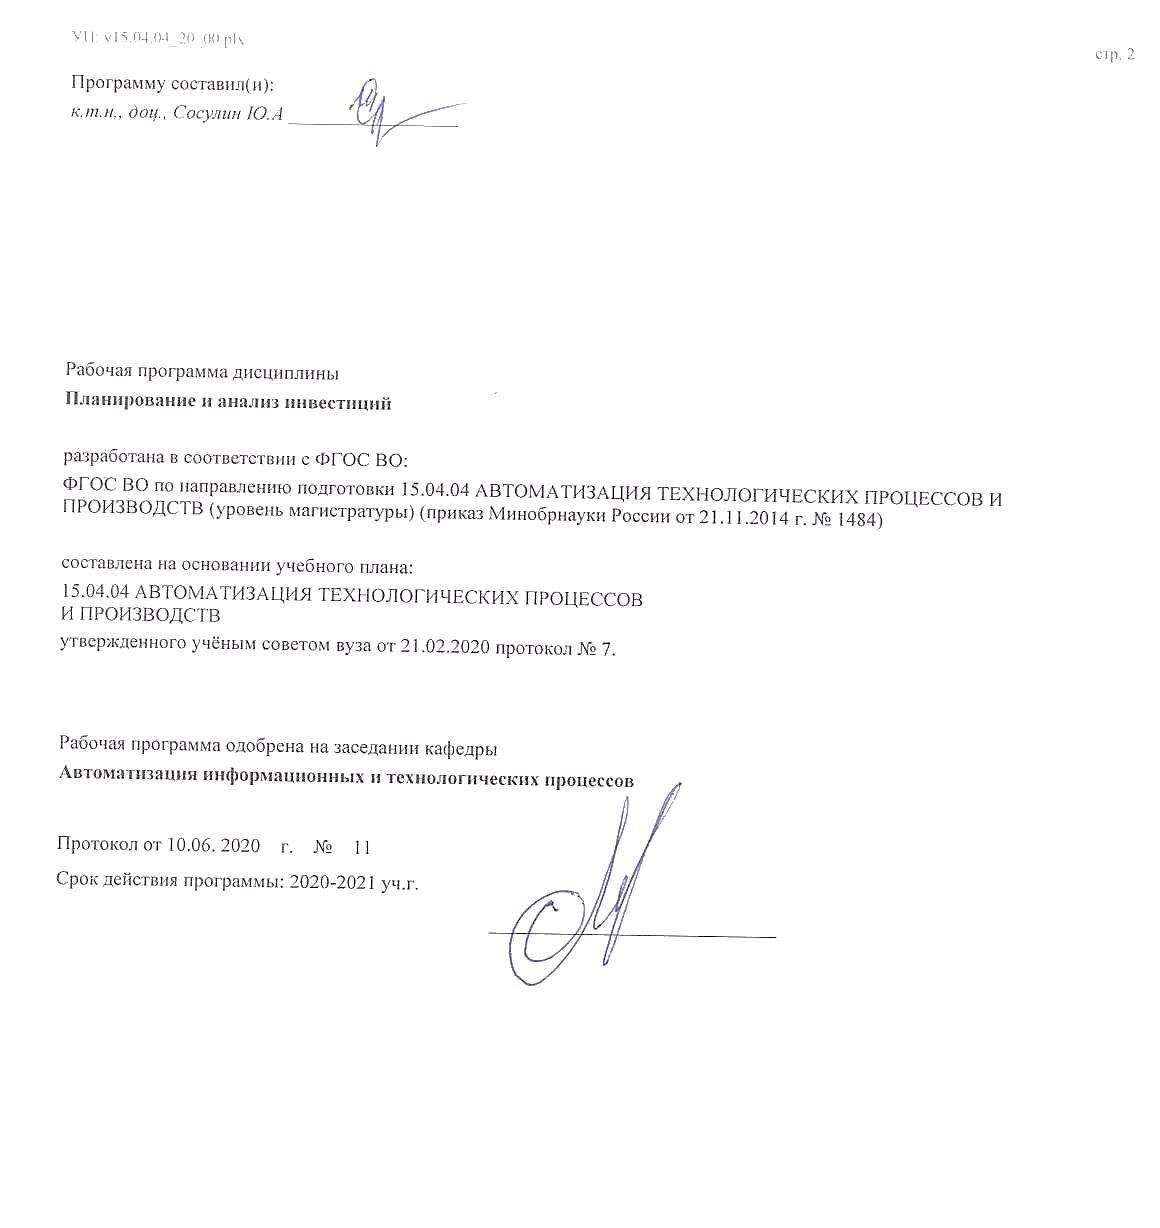 УП: v15.04.04_20_00.plx
стр. 2
Программу составил(и):
к.т.н., доц., Сосулин Ю.А
Рабочая программа дисциплины
Планирование и анализ инвестиций
разработана в соответствии с ФГОС ВО:
ФГОС ВО по направлению подготовки 15.04.04 АВТОМАТИЗАЦИЯ ТЕХНОЛОГИЧЕСКИХ ПРОЦЕССОВ И
ПРОИЗВОДСТВ (уровень магистратуры) (приказ Минобрнауки России от 21.11.2014 г. № 1484)
составлена на основании учебного плана:
15.04.04 АВТОМАТИЗАЦИЯ ТЕХНОЛОГИЧЕСКИХ ПРОЦЕССОВ
И ПРОИЗВОДСТВ
утвержденного учёным советом вуза от 21.02.2020 протокол № 7.
Рабочая программа одобрена на заседании кафедры
Автоматизация информационных и технологических процессов
Протокол от 10.06. 2020 г. № 11
Срок действия программы: 2020-2021 уч.г.